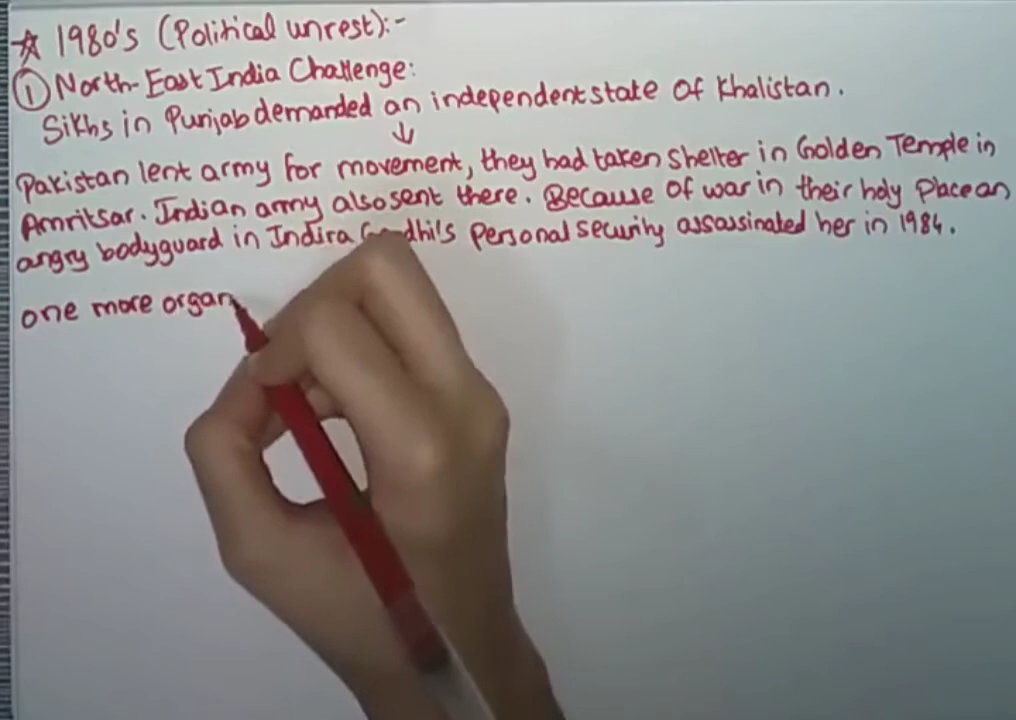 ☆ 1980's (Political unrest):-
① North-East India Challenge:
Sikhs in Punjab demanded an independent state of Khalistan.
↓
Pakistan lent army for movement, they had taken shelter in Golden Temple in
Amritsar. Indian army also sent there. Because of war in their holy place an
angry bodyguard in Indira Gandhi's personal security assassinated her in 1984.
one more organ